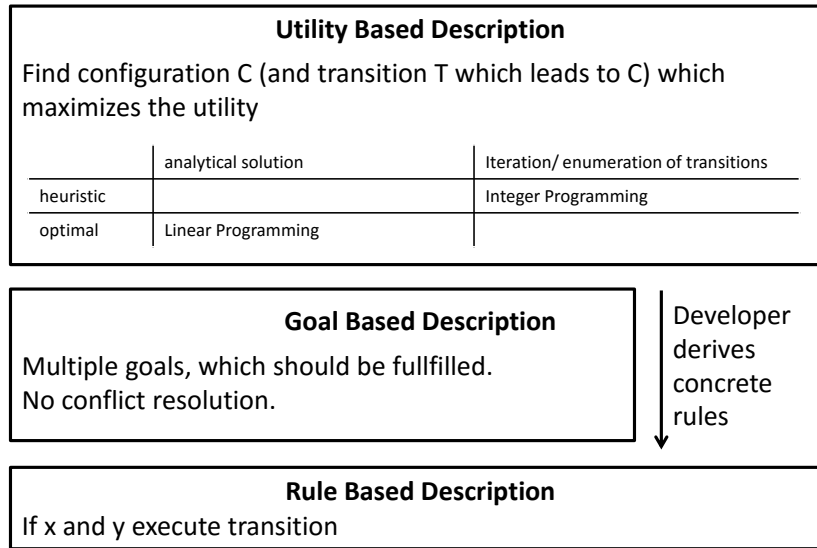 Utility Based Description
Find configuration C (and transition T which leads to C) which
maximizes the utility
analytical solution Iteration/ enumeration of transitions
heuristic Integer Programming
optimal Linear Programming
Goal Based Description
Multiple goals, which should be fullfilled.
No conflict resolution.
Developer
derives
concrete
rules
Rule Based Description
If x and y execute transition